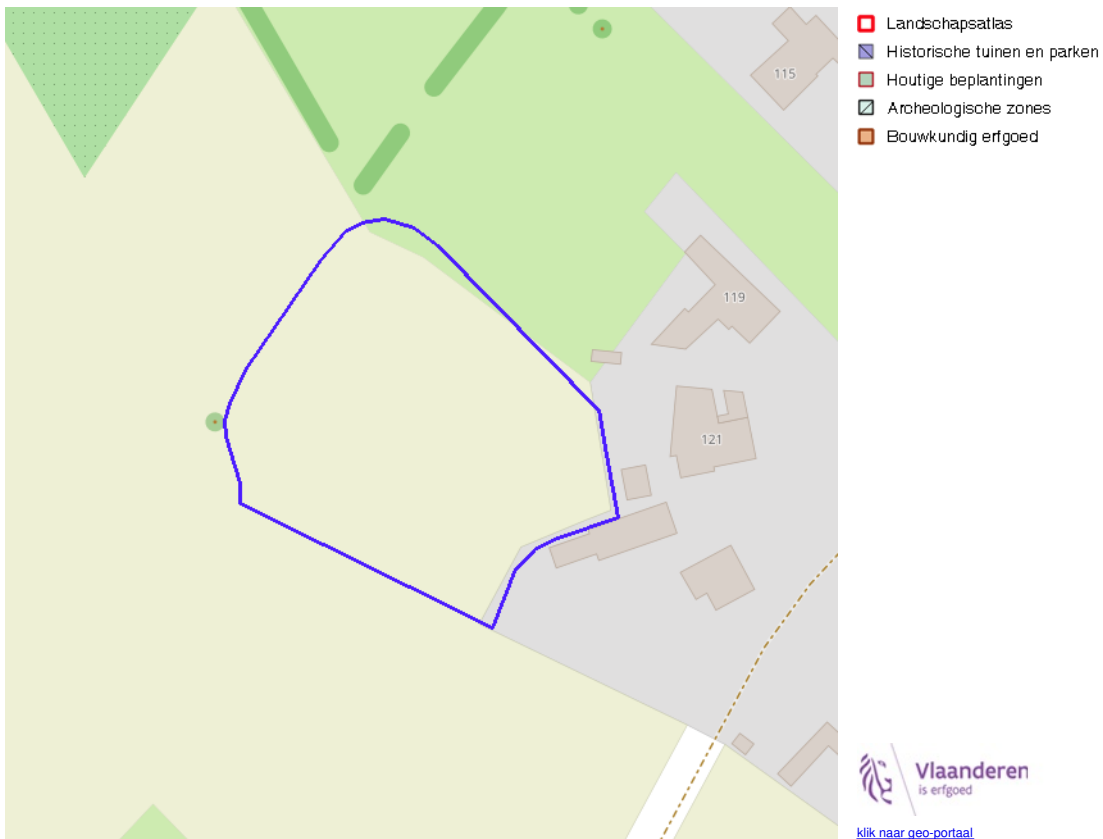 115
119
121
Landschapsatlas
Historische tuinen en parken
Houtige beplantingen
Archeologische zones
Bouwkundig erfgoed
Vlaanderen
is erfgoed
klik naar geo-portaal